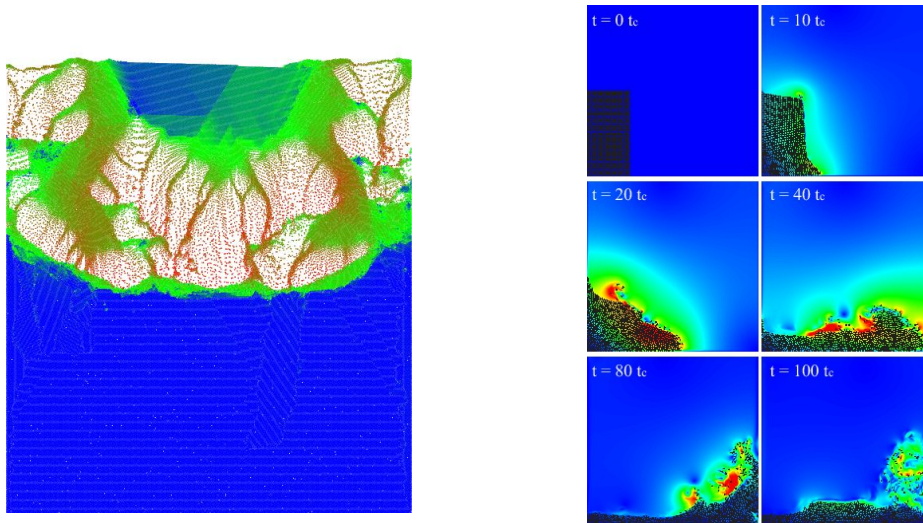 t = 0 tc
t = 10 tc
t = 20 tc
t = 40 tc
t = 80 tc
t = 100 tc